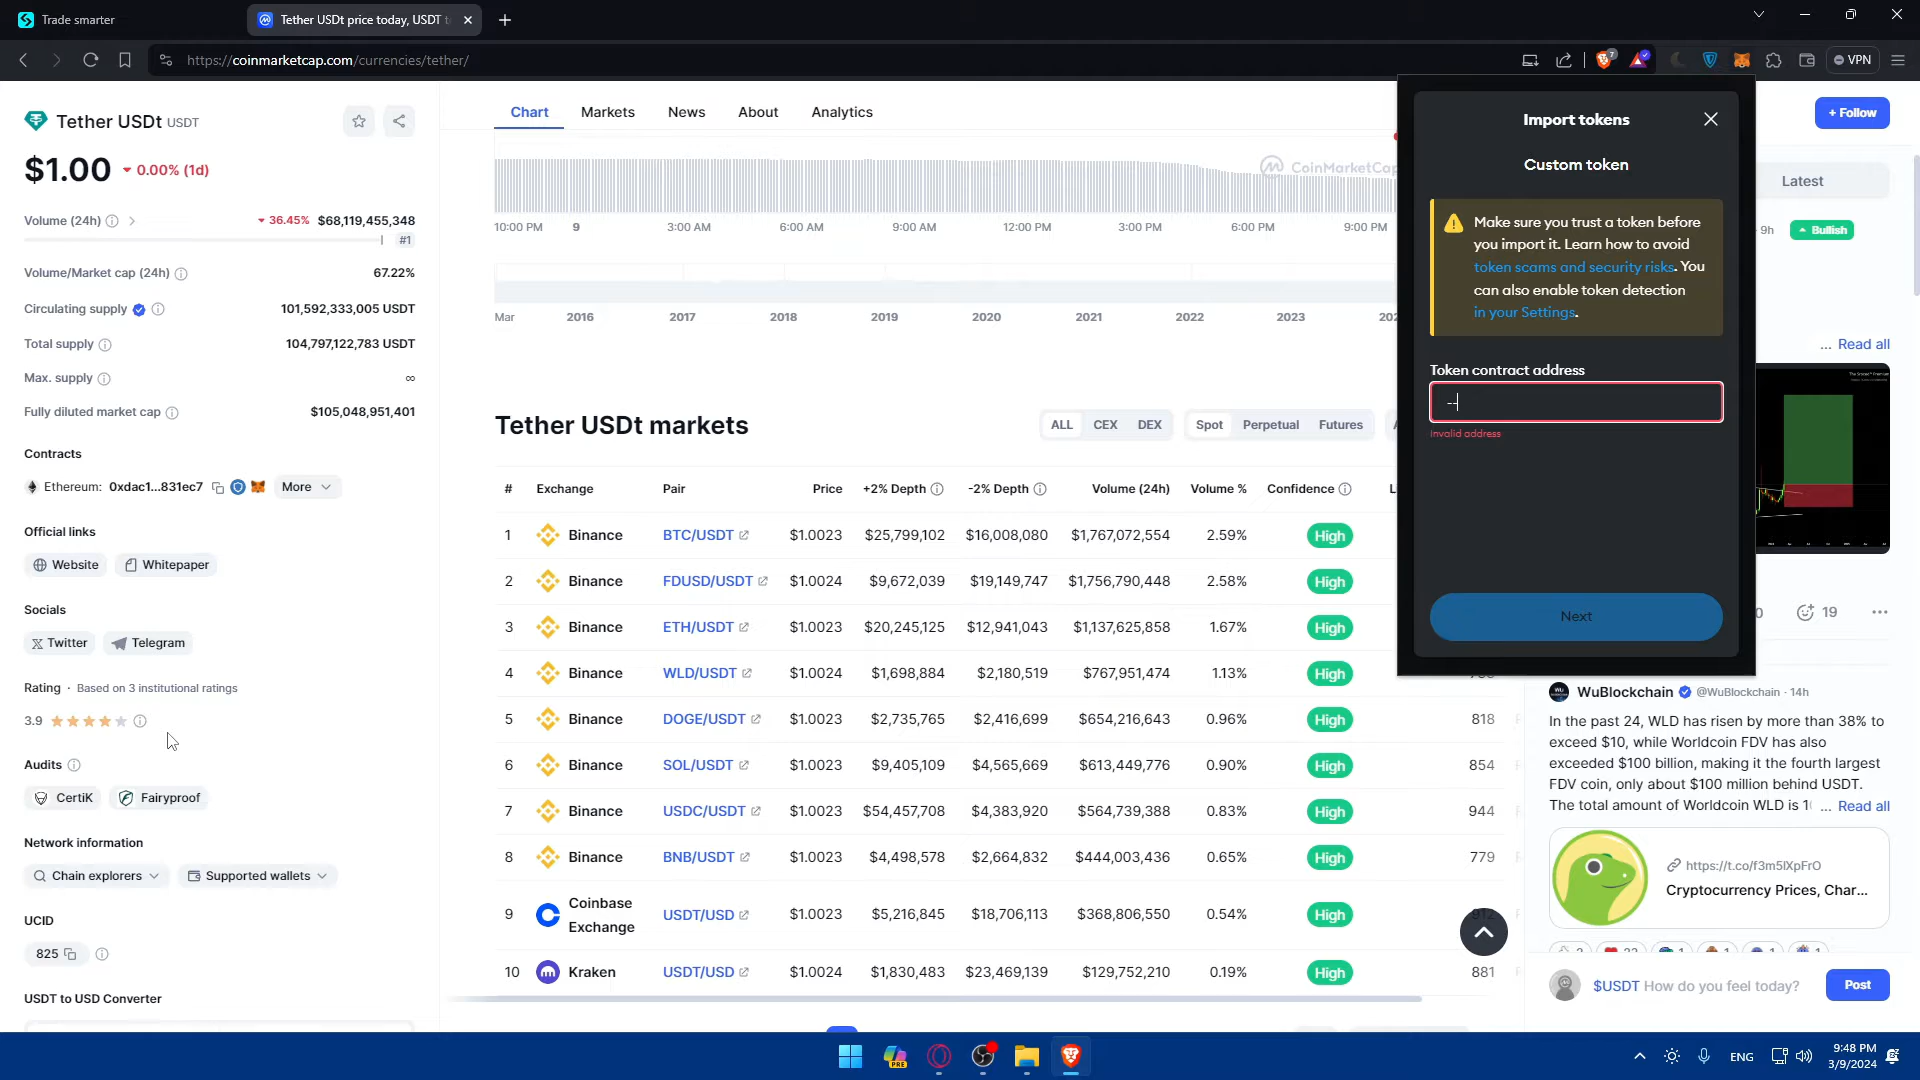 Trade smarter
Tether USDt price today, USDT t
https://coinmarketcap.com/currencies/tether/
7
VPN
Tether USDt USDT
$1.00 0.00% (1d)
Volume (24h) 36.45% $68,119,455,348
#1
Volume/Market cap (24h) 67.22%
Circulating supply 101,592,333,005 USDT
Total supply 104,797,122,783 USDT
Max. supply ∞
Fully diluted market cap $105,048,951,401
Contracts
Ethereum: 0xdac1...831ec7 More
Official links
Website Whitepaper
Socials
Twitter Telegram
Rating · Based on 3 institutional ratings
3.9
Audits
CertiK Fairyproof
Network information
Chain explorers Supported wallets
UCID
825
USDT to USD Converter
Chart Markets News About Analytics
CoinMarketCap
10:00 PM 9 3:00 AM 6:00 AM 9:00 AM 12:00 PM 3:00 PM 6:00 PM 9:00 PM
Mar 2016 2017 2018 2019 2020 2021 2022 2023
Tether USDt markets
ALL CEX DEX Spot Perpetual Futures
# Exchange Pair Price +2% Depth -2% Depth Volume (24h) Volume % Confidence
1 Binance BTC/USDT $1.0023 $25,799,102 $16,008,080 $1,767,072,554 2.59% High
2 Binance FDUSD/USDT $1.0024 $9,672,039 $19,149,747 $1,756,790,448 2.58% High
3 Binance ETH/USDT $1.0023 $20,245,125 $12,941,043 $1,137,625,858 1.67% High
4 Binance WLD/USDT $1.0024 $1,698,884 $2,180,519 $767,951,474 1.13% High
5 Binance DOGE/USDT $1.0023 $2,735,765 $2,416,699 $654,216,643 0.96% High 818
6 Binance SOL/USDT $1.0023 $9,405,109 $4,565,669 $613,449,776 0.90% High 854
7 Binance USDC/USDT $1.0023 $54,457,708 $4,383,920 $564,739,388 0.83% High 944
8 Binance BNB/USDT $1.0023 $4,498,578 $2,664,832 $444,003,436 0.65% High 779
9 Coinbase Exchange USDT/USD $1.0023 $5,216,845 $18,706,113 $368,806,550 0.54% High 912
10 Kraken USDT/USD $1.0024 $1,830,483 $23,469,139 $129,752,210 0.19% High 881
Import tokens
Custom token
Make sure you trust a token before
you import it. Learn how to avoid
token scams and security risks. You
can also enable token detection
in your Settings.
Token contract address
--
Invalid address
Next
+ Follow
Latest
9h Bullish
... Read all
19
WuBlockchain @WuBlockchain · 14h
In the past 24, WLD has risen by more than 38% to
exceed $10, while Worldcoin FDV has also
exceeded $100 billion, making it the fourth largest
FDV coin, only about $100 million behind USDT.
The total amount of Worldcoin WLD is 1 ... Read all
https://t.co/f3m5lXpFrO
Cryptocurrency Prices, Char...
$USDT How do you feel today?
Post
PRE
ENG
9:48 PM
3/9/2024